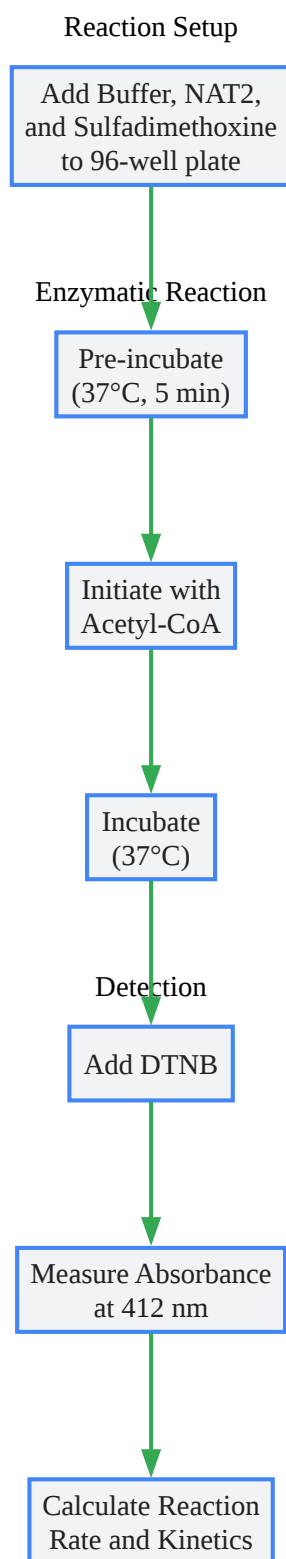 Reaction Setup
Add Buffer, NAT2,
and Sulfadimethoxine
to 96-well plate
Enzymatic Reaction
Pre-incubate
(37°C, 5 min)
Initiate with
Acetyl-CoA
Incubate
(37°C)
Detection
Add DTNB
Measure Absorbance
at 412 nm
Calculate Reaction
Rate and Kinetics